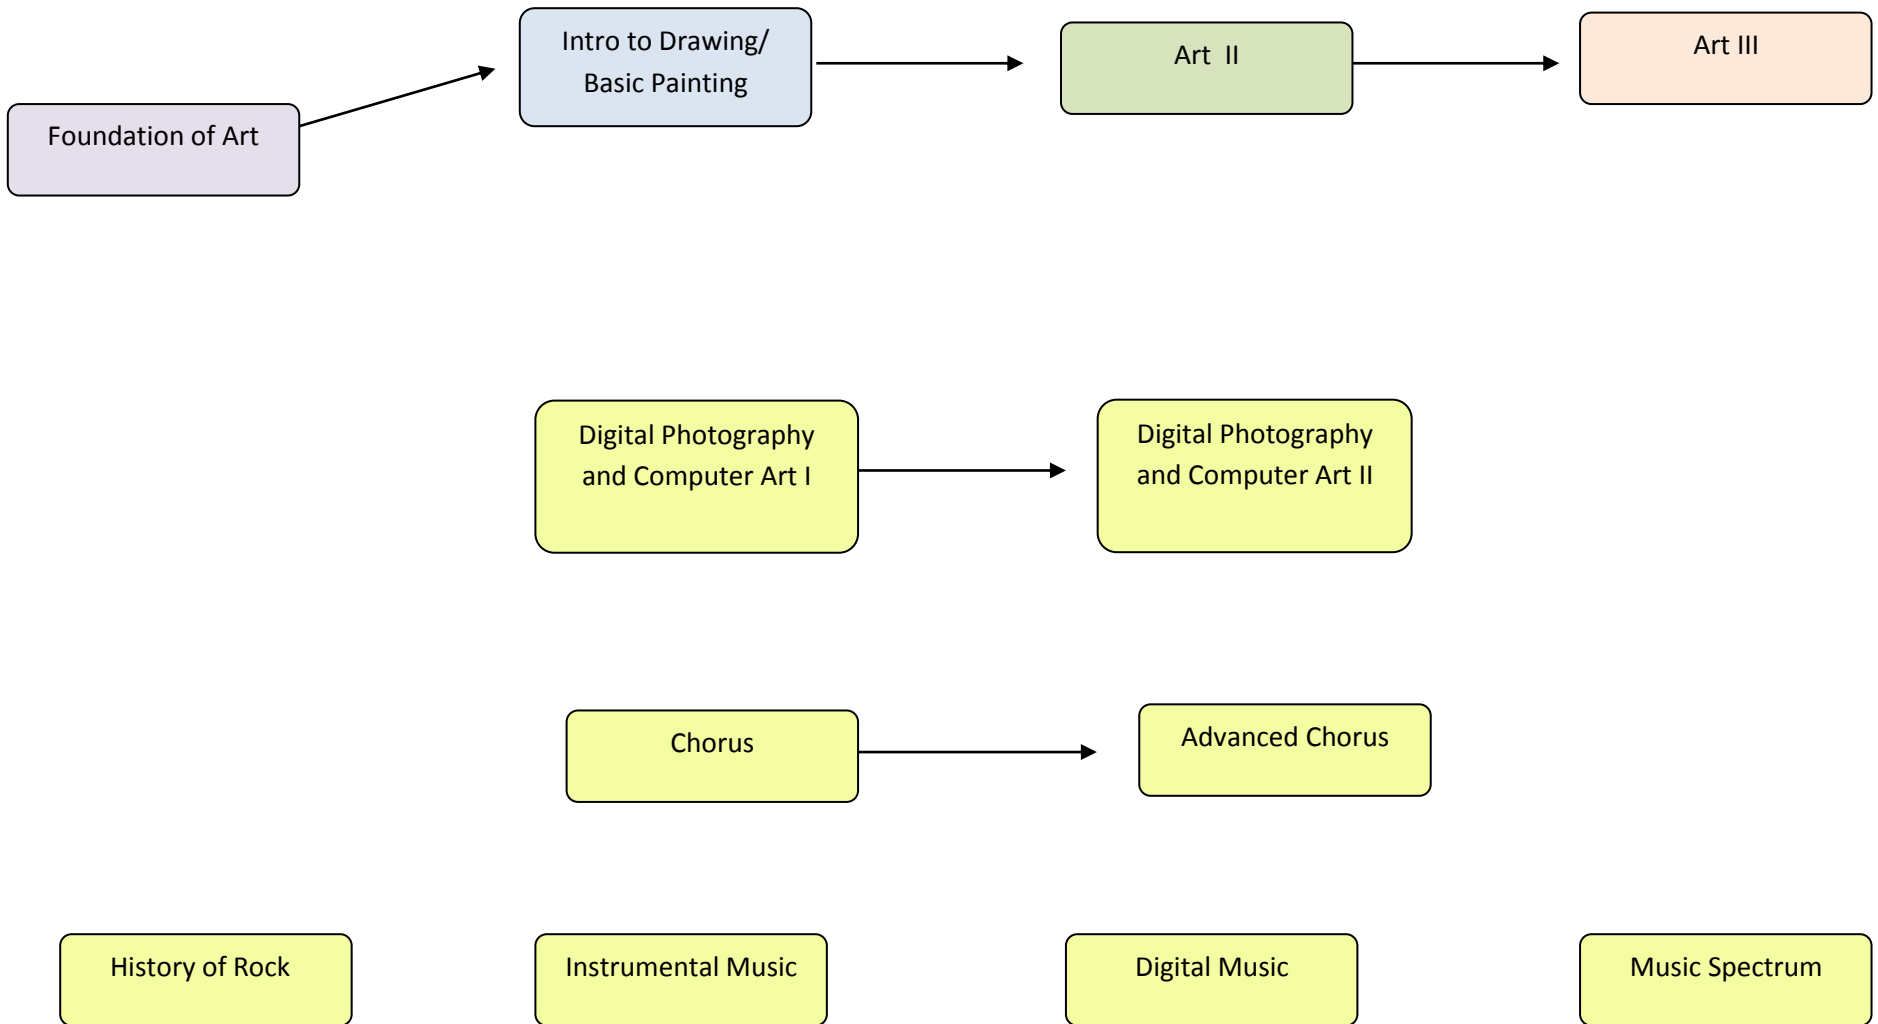 Foundation of Art
Intro to Drawing/
Basic Painting
Art II
Art III
Digital Photography
and Computer Art I
Digital Photography
and Computer Art II
Chorus
Advanced Chorus
History of Rock
Instrumental Music
Digital Music
Music Spectrum